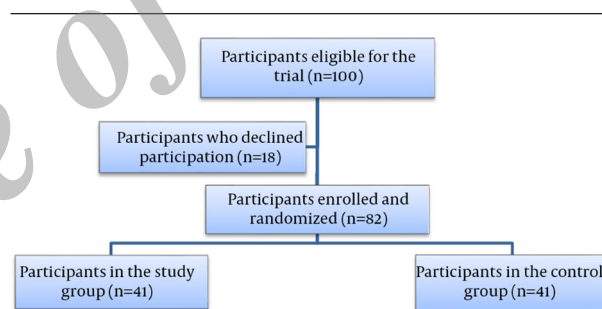 Participants eligible for the
trial (n=100)
Participants who declined
participation (n=18)
Participants enrolled and
randomized (n=82)
Participants in the study
group (n=41)
Participants in the control
group (n=41)